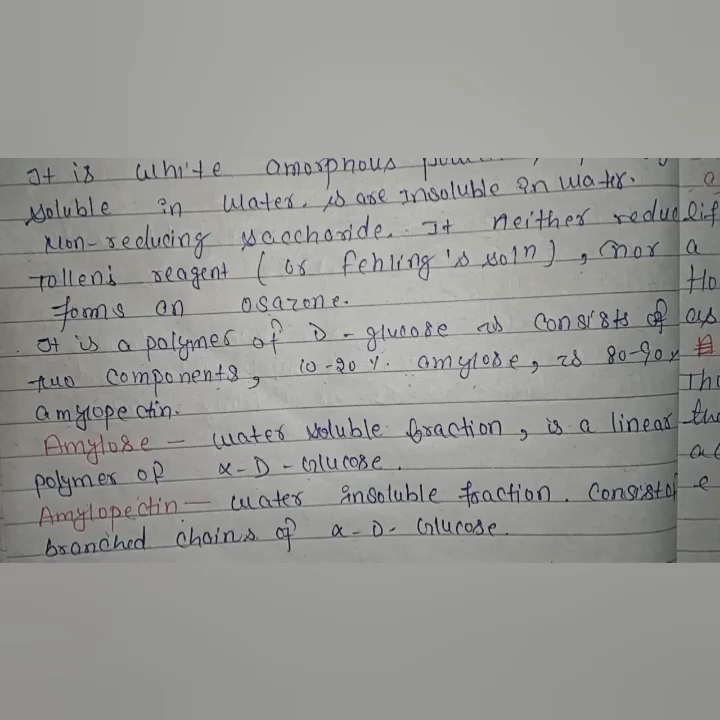 It is white amorphous
soluble in water. is are insoluble in water.
Non-reducing saccharide. It neither reduc
Tollen's reagent ( or fehling's soln ) , nor
forms an osazone.
It is a polymer of D - glucose is consists of
two components, 10-20 %. amylose, is 80-90%
amylopectin.
Amylose - water soluble fraction, is a linear
polymer of α-D-Glucose.
Amylopectin - water insoluble fraction. Consist of
branched chains of α-D-Glucose.